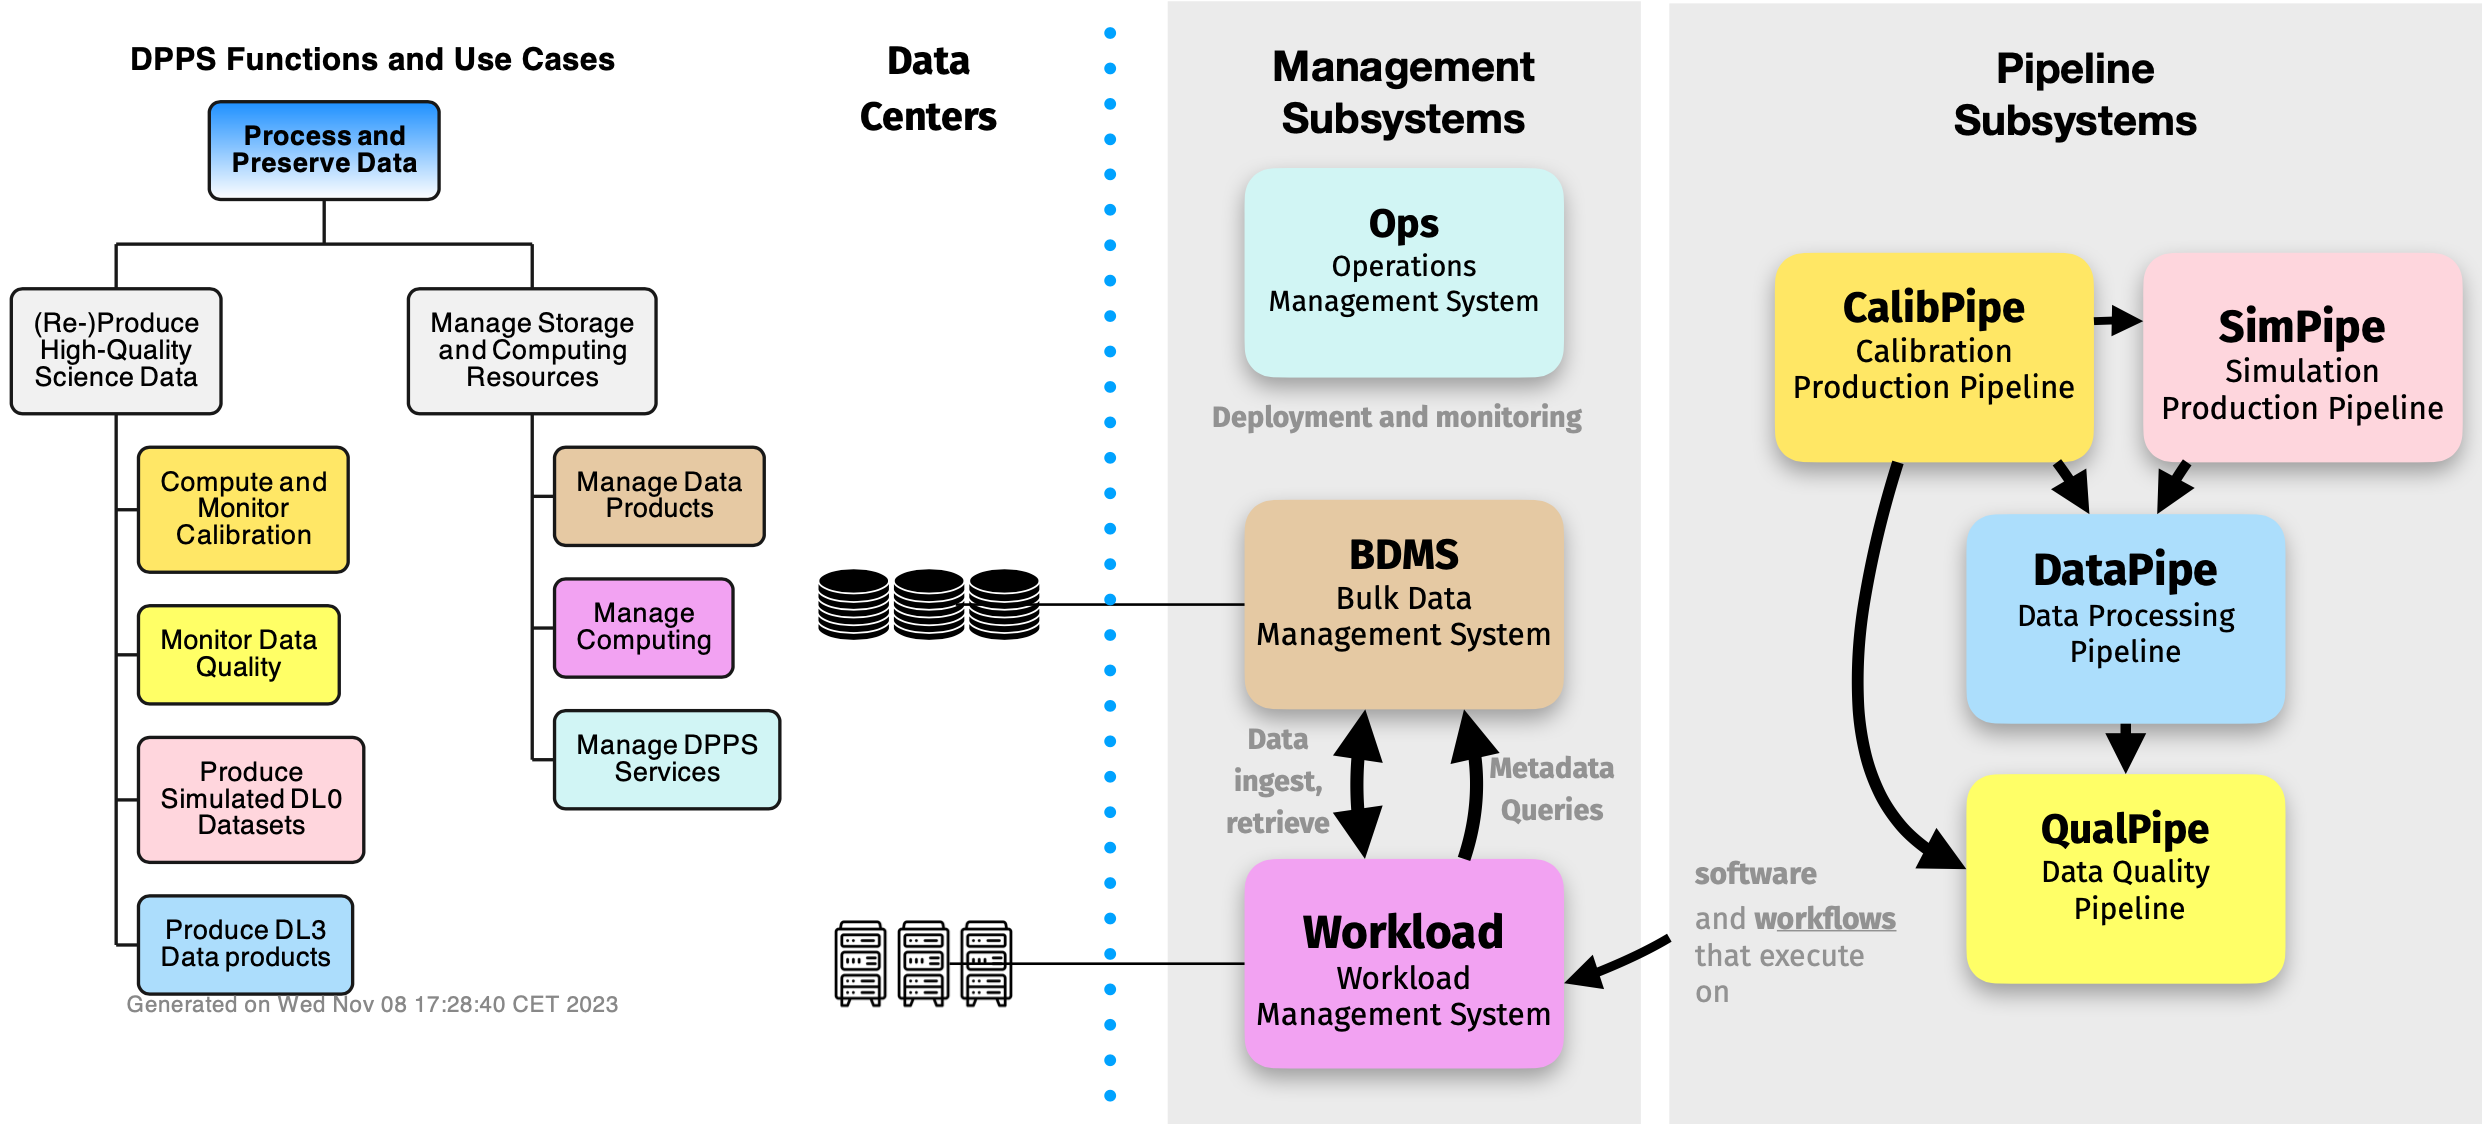 DPPS Functions and Use Cases
Process and
Preserve Data
(Re-)Produce
High-Quality
Science Data
Manage Storage
and Computing
Resources
Compute and
Monitor
Calibration
Monitor Data
Quality
Produce
Simulated DL0
Datasets
Produce DL3
Data products
Manage Data
Products
Manage
Computing
Manage DPPS
Services
Generated on Wed Nov 08 17:28:40 CET 2023
Data
Centers
Management
Subsystems
Ops
Operations
Management System
Deployment and monitoring
BDMS
Bulk Data
Management System
Data
ingest,
retrieve
Metadata
Queries
Workload
Workload
Management System
Pipeline
Subsystems
CalibPipe
Calibration
Production Pipeline
SimPipe
Simulation
Production Pipeline
DataPipe
Data Processing
Pipeline
QualPipe
Data Quality
Pipeline
software
and workflows
that execute
on